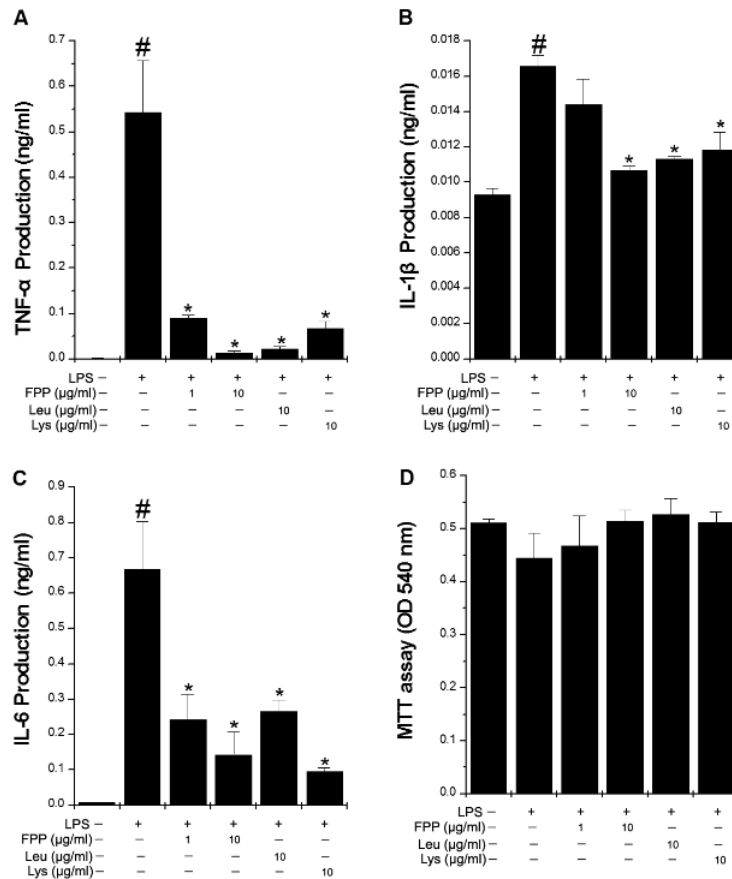 A
#
TNF-α Production (ng/ml)
0.7
0.6
0.5
0.4
0.3
0.2
0.1
0.0
* * * *
LPS – + + + + +
FPP (μg/ml) – – 1 10 – –
Leu (μg/ml) – – – – 10 –
Lys (μg/ml) – – – – – 10
B
#
IL-1β Production (ng/ml)
0.018
0.016
0.014
0.012
0.010
0.008
0.006
0.004
0.002
0.000
* * *
LPS – + + + + +
FPP (μg/ml) – – 1 10 – –
Leu (μg/ml) – – – – 10 –
Lys (μg/ml) – – – – – 10
C
#
IL-6 Production (ng/ml)
0.9
0.8
0.7
0.6
0.5
0.4
0.3
0.2
0.1
0.0
* * * *
LPS – + + + + +
FPP (μg/ml) – – 1 10 – –
Leu (μg/ml) – – – – 10 –
Lys (μg/ml) – – – – – 10
D
MTT assay (OD 540 nm)
0.6
0.5
0.4
0.3
0.2
0.1
0.0
LPS – + + + + +
FPP (μg/ml) – – 1 10 – –
Leu (μg/ml) – – – – 10 –
Lys (μg/ml) – – – – – 10